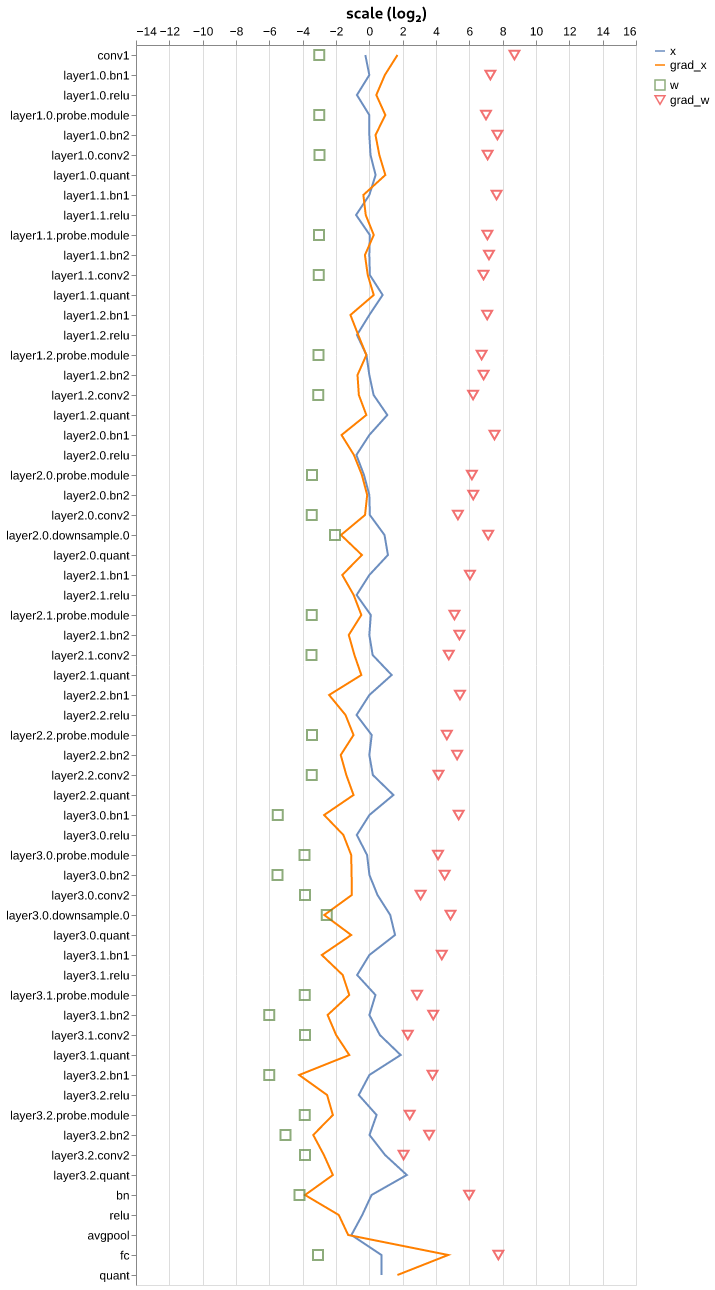 scale (log₂)
−14 −12 −10 −8 −6 −4 −2 0 2 4 6 8 10 12 14 16
x
grad_x
w
grad_w
conv1
layer1.0.bn1
layer1.0.relu
layer1.0.probe.module
layer1.0.bn2
layer1.0.conv2
layer1.0.quant
layer1.1.bn1
layer1.1.relu
layer1.1.probe.module
layer1.1.bn2
layer1.1.conv2
layer1.1.quant
layer1.2.bn1
layer1.2.relu
layer1.2.probe.module
layer1.2.bn2
layer1.2.conv2
layer1.2.quant
layer2.0.bn1
layer2.0.relu
layer2.0.probe.module
layer2.0.bn2
layer2.0.conv2
layer2.0.downsample.0
layer2.0.quant
layer2.1.bn1
layer2.1.relu
layer2.1.probe.module
layer2.1.bn2
layer2.1.conv2
layer2.1.quant
layer2.2.bn1
layer2.2.relu
layer2.2.probe.module
layer2.2.bn2
layer2.2.conv2
layer2.2.quant
layer3.0.bn1
layer3.0.relu
layer3.0.probe.module
layer3.0.bn2
layer3.0.conv2
layer3.0.downsample.0
layer3.0.quant
layer3.1.bn1
layer3.1.relu
layer3.1.probe.module
layer3.1.bn2
layer3.1.conv2
layer3.1.quant
layer3.2.bn1
layer3.2.relu
layer3.2.probe.module
layer3.2.bn2
layer3.2.conv2
layer3.2.quant
bn
relu
avgpool
fc
quant